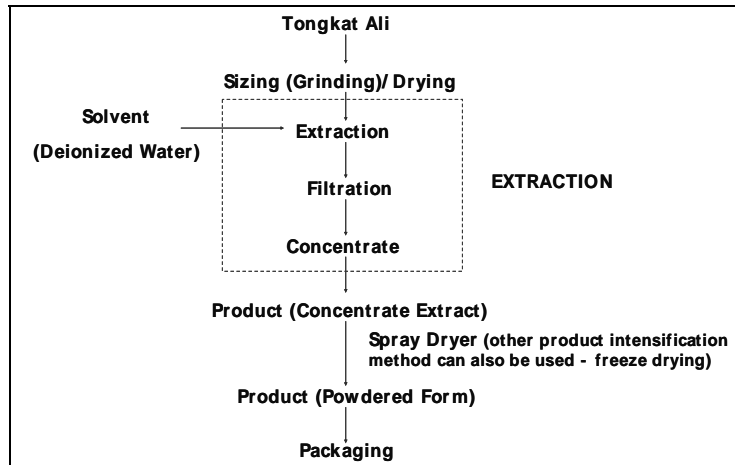 Tongkat Ali
Sizing (Grinding)/ Drying
Solvent
(Deionized Water)
Extraction
Filtration
EXTRACTION
Concentrate
Product (Concentrate Extract)
Spray Dryer (other product intensification
method can also be used - freeze drying)
Product (Powdered Form)
Packaging